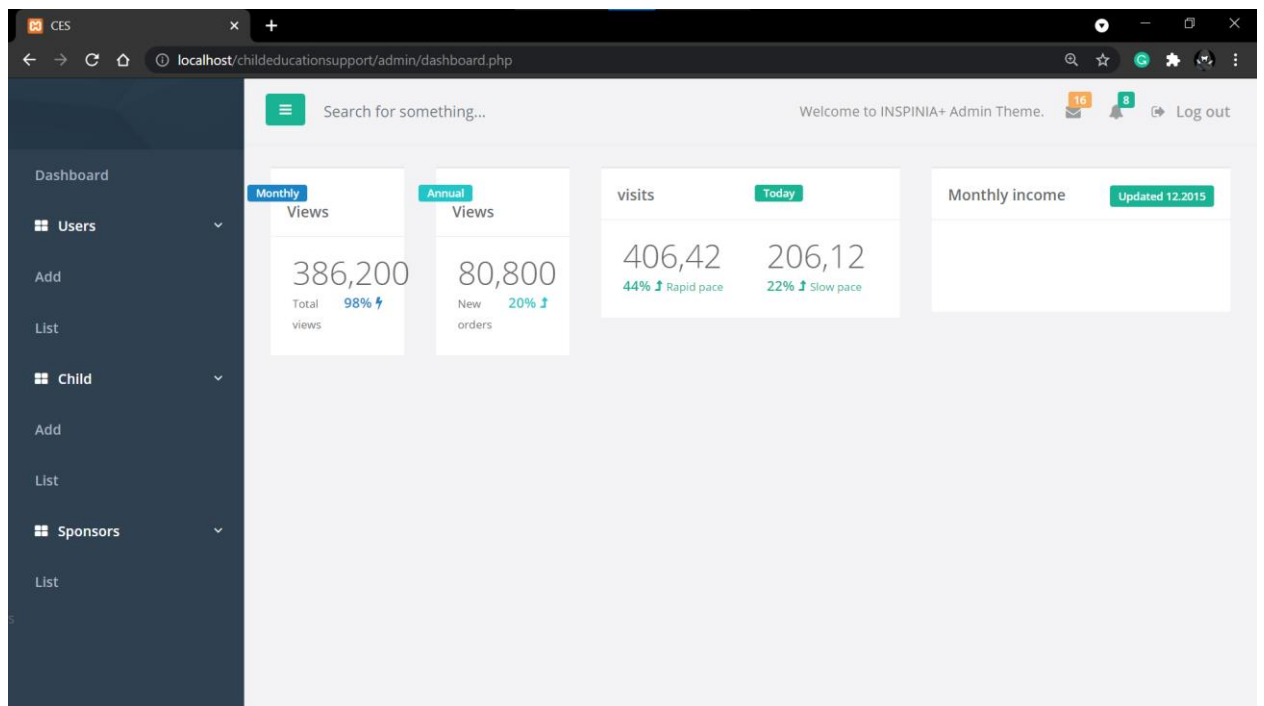 CES
localhost/childeducationsupport/admin/dashboard.php
Search for something...
Welcome to INSPINIA+ Admin Theme.
16
8
Log out
Dashboard
Users
Add
List
Child
Add
List
Sponsors
List
Monthly
Views
386,200
Total views
98%
Annual
Views
80,800
New orders
20%
visits
Today
406,42
44% Rapid pace
206,12
22% Slow pace
Monthly income
Updated 12.2015